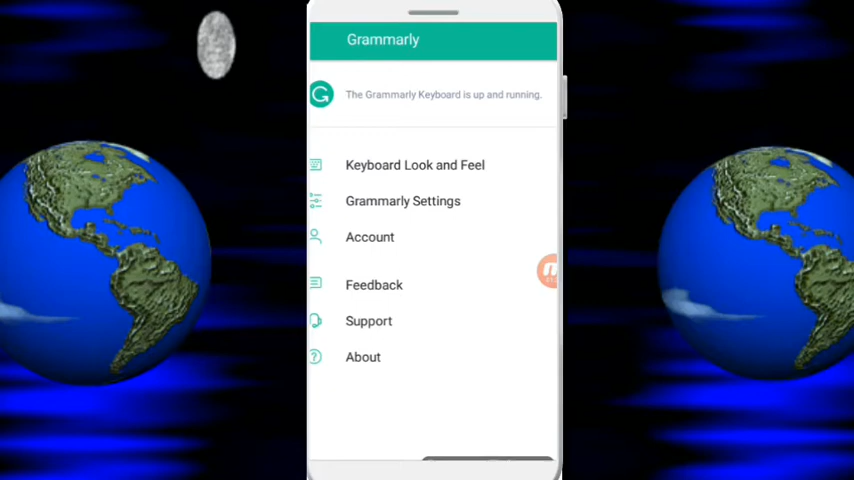 Grammarly
The Grammarly Keyboard is up and running.
Keyboard Look and Feel
Grammarly Settings
Account
Feedback
Support
About